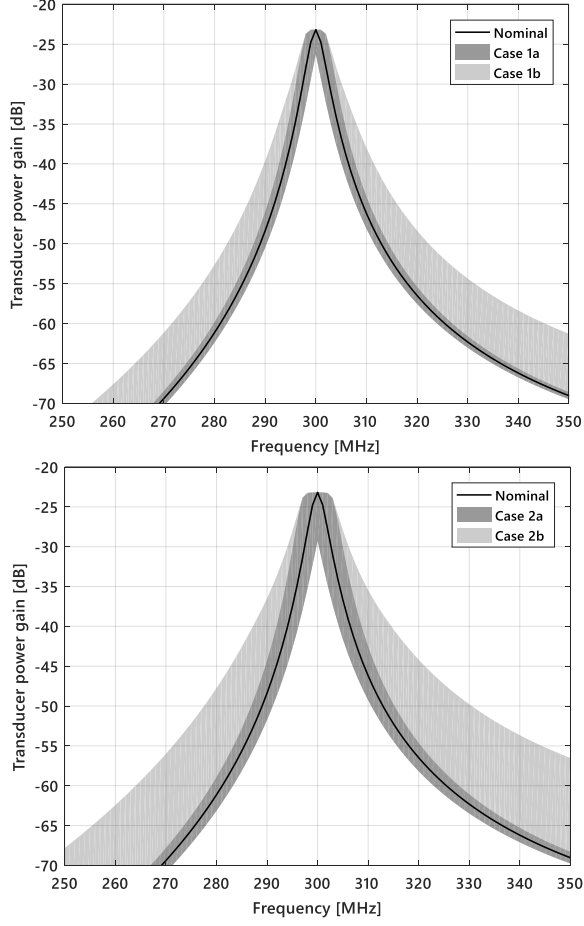 -20
-25
-30
-35
-40
-45
-50
-55
-60
-65
-70
Transducer power gain [dB]
Nominal
Case 1a
Case 1b
250 260 270 280 290 300 310 320 330 340 350
Frequency [MHz]
-20
-25
-30
-35
-40
-45
-50
-55
-60
-65
-70
Transducer power gain [dB]
Nominal
Case 2a
Case 2b
250 260 270 280 290 300 310 320 330 340 350
Frequency [MHz]